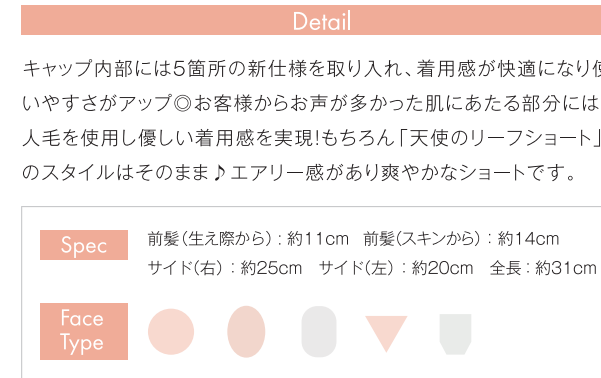 Detail
キャップ内部には5箇所の新仕様を取り入れ、着用感が快適になり使
いやすさがアップ◎お客様からお声が多かった肌にあたる部分には
人毛を使用し優しい着用感を実現!もちろん「天使のリーフショート」
のスタイルはそのまま♪エアリー感があり爽やかなショートです。
Spec
前髪(生え際から)：約11cm 前髪(スキンから)：約14cm
サイド(右)：約25cm サイド(左)：約20cm 全長：約31cm
Face
Type